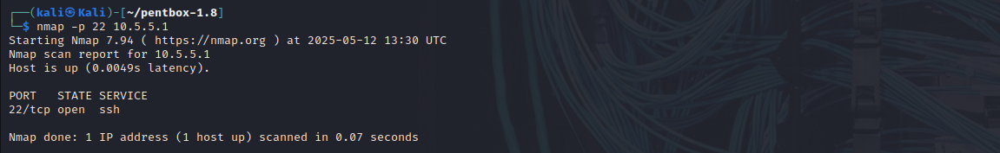 ┌──(kali㉿Kali)-[~/pentbox-1.8]
└─$ nmap -p 22 10.5.5.1
Starting Nmap 7.94 ( https://nmap.org ) at 2025-05-12 13:30 UTC
Nmap scan report for 10.5.5.1
Host is up (0.0049s latency).

PORT   STATE SERVICE
22/tcp open  ssh

Nmap done: 1 IP address (1 host up) scanned in 0.07 seconds